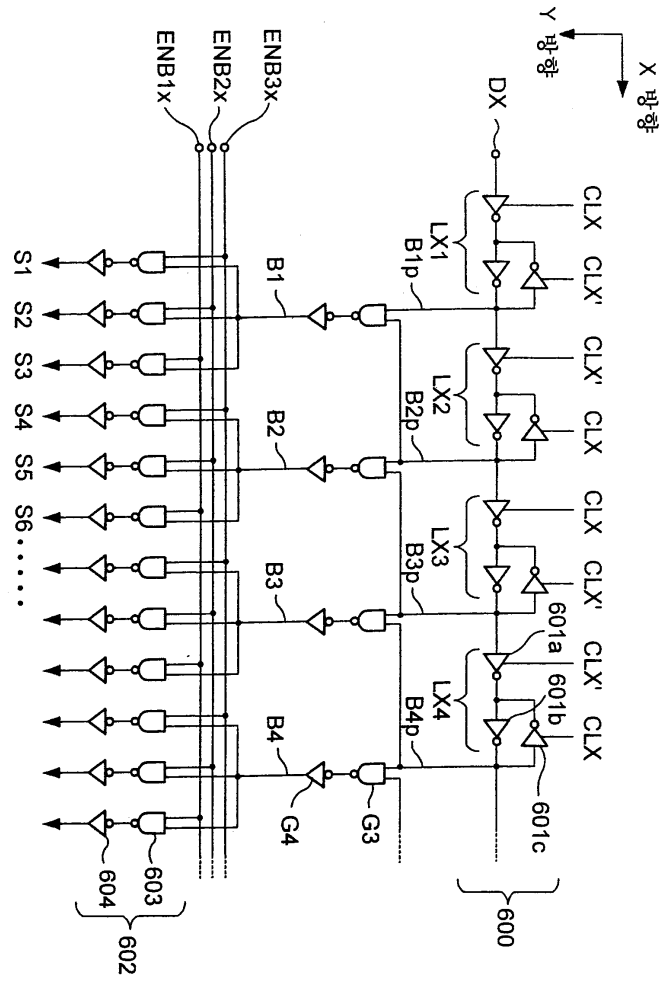 X 방향
Y 방향
DX
CLX
CLX'
CLX'
CLX
CLX
CLX'
CLX'
CLX
LX1
LX2
LX3
LX4
601a
601b
601c
600
B1p
B2p
B3p
B4p
G3
G4
B1
B2
B3
B4
ENB3x
ENB2x
ENB1x
603
604
602
S1
S2
S3
S4
S5
S6......